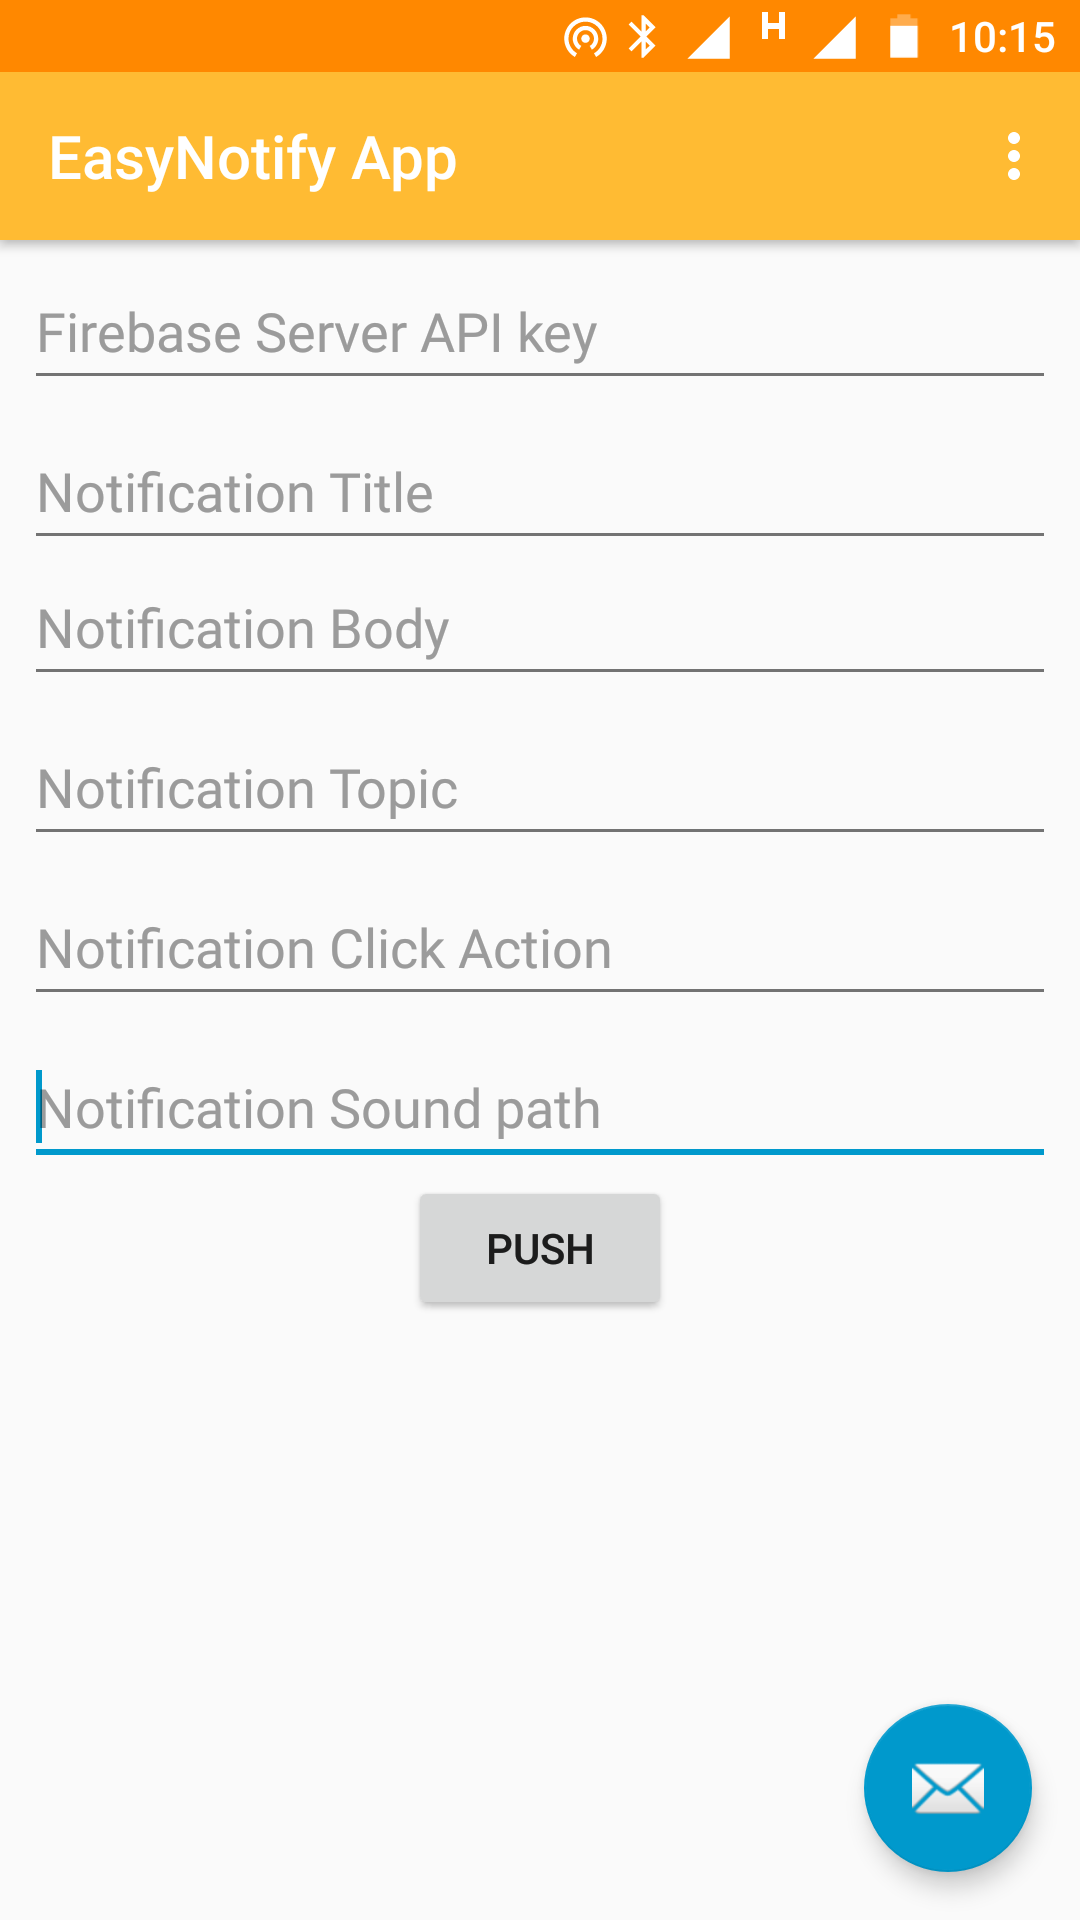 H 10:15
EasyNotify App
Firebase Server API key
Notification Title
Notification Body
Notification Topic
Notification Click Action
Notification Sound path
PUSH